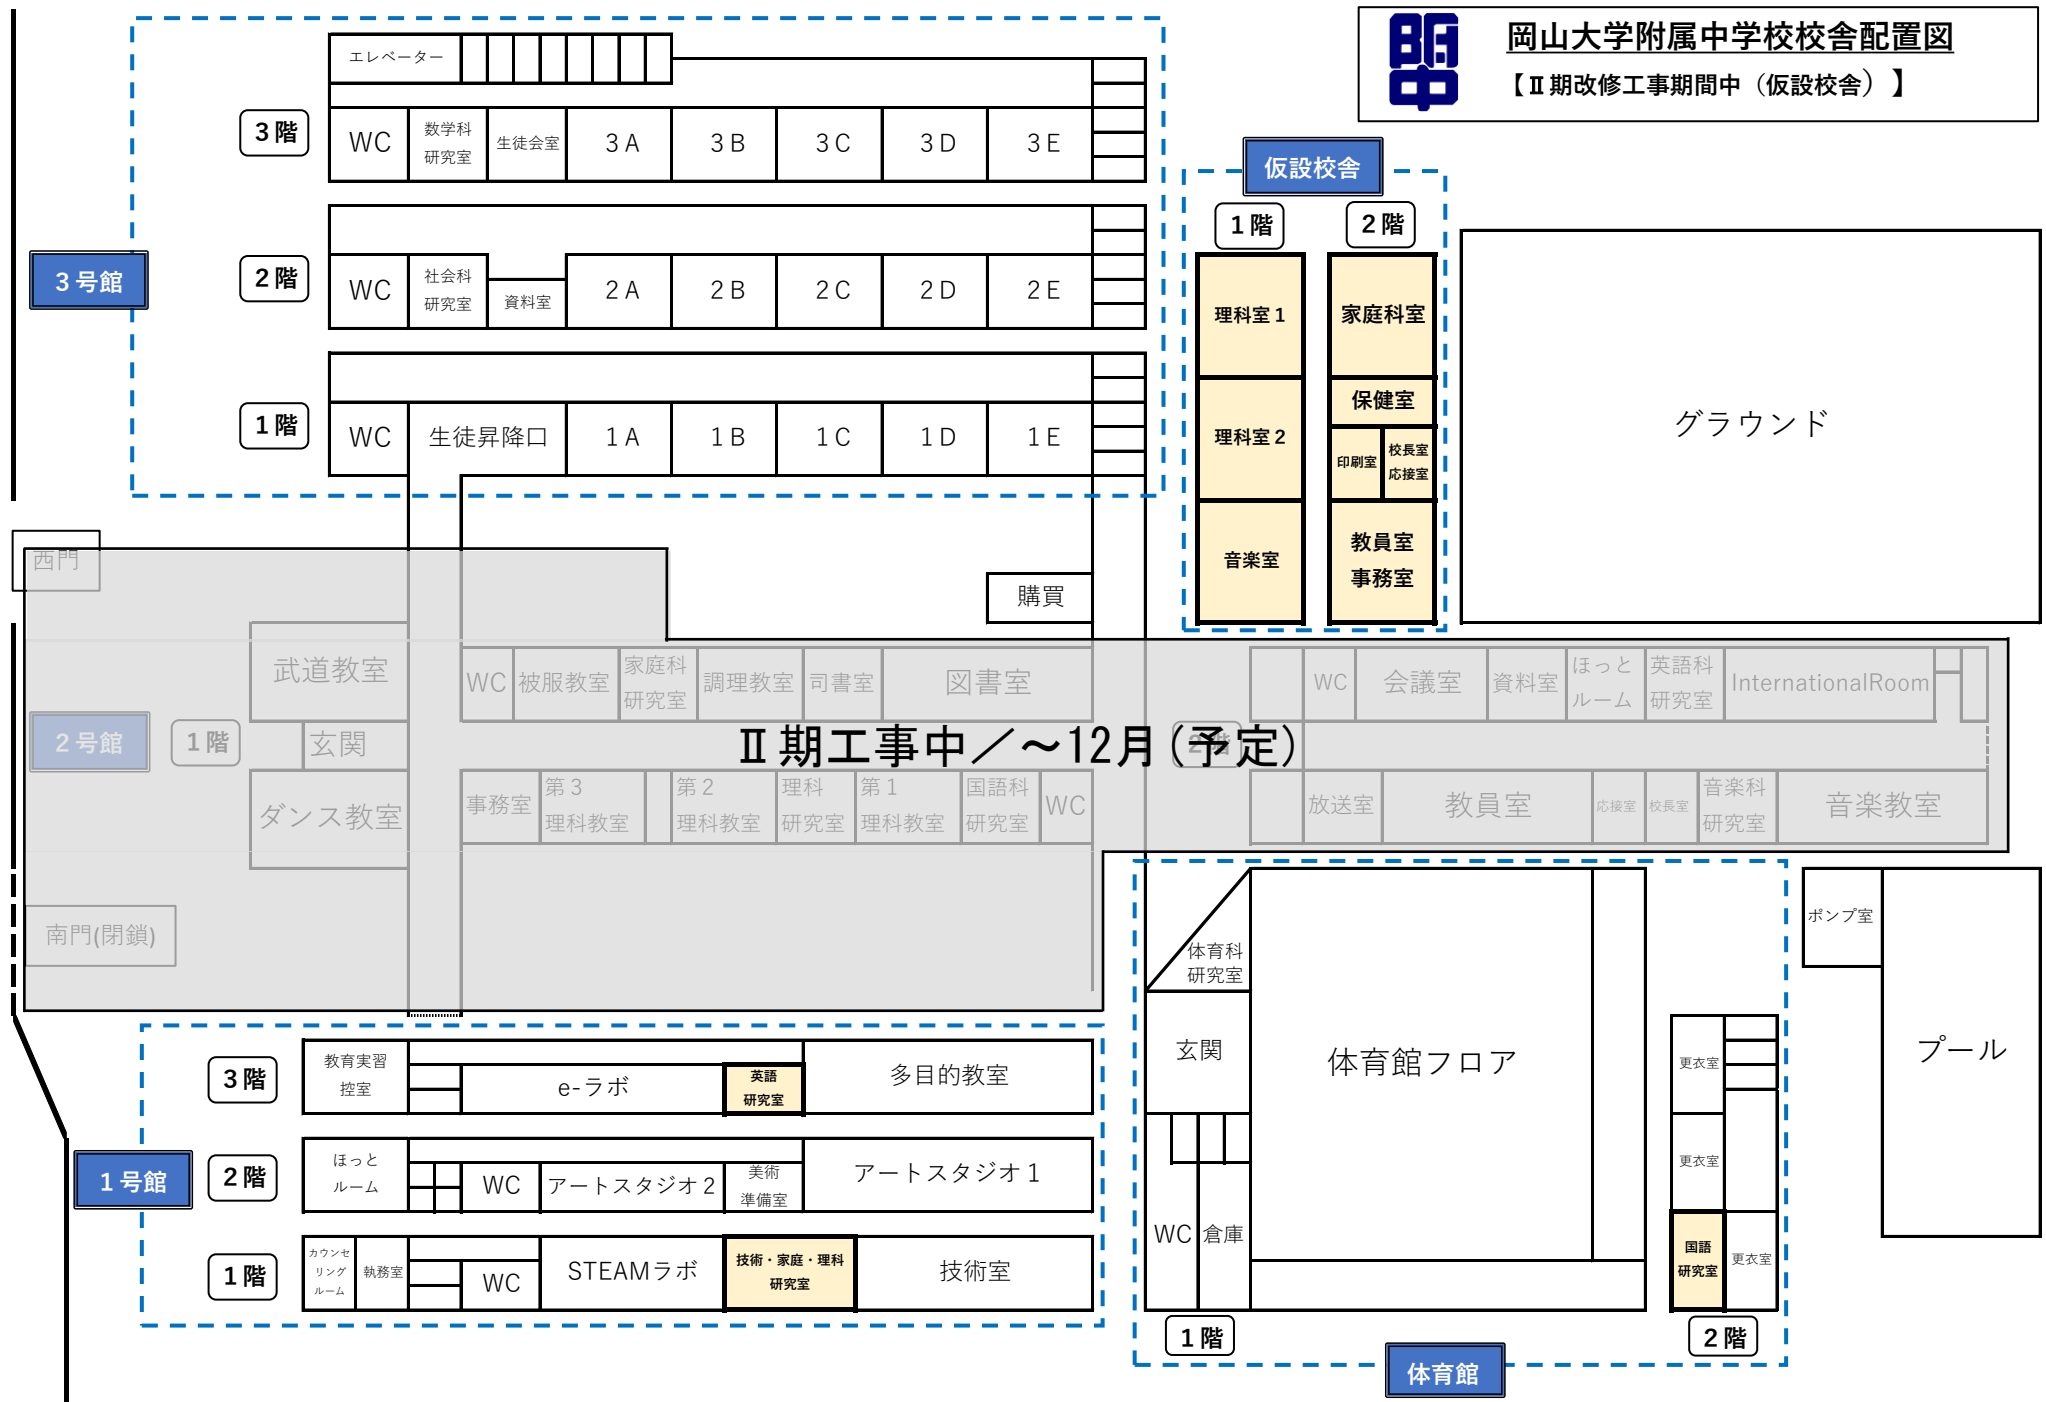 附中
岡山大学附属中学校校舎配置図
【Ⅱ期改修工事期間中（仮設校舎）】
3号館
3階
エレベーター
WC
数学科
研究室
生徒会室
3A
3B
3C
3D
3E
2階
WC
社会科
研究室
資料室
2A
2B
2C
2D
2E
1階
WC
生徒昇降口
1A
1B
1C
1D
1E
仮設校舎
1階
理科室1
理科室2
音楽室
2階
家庭科室
保健室
印刷室
校長室
応接室
教員室
事務室
グラウンド
西門
購買
武道教室
WC
被服教室
家庭科
研究室
調理教室
司書室
図書室
WC
会議室
資料室
ほっと
ルーム
英語科
研究室
InternationalRoom
2号館
1階
玄関
Ⅱ期工事中／～12月(予定)
2階
ダンス教室
事務室
第3
理科教室
第2
理科教室
理科
研究室
第1
理科教室
国語科
研究室
WC
放送室
教員室
応接室
校長室
音楽科
研究室
音楽教室
南門(閉鎖)
1号館
3階
教育実習
控室
e-ラボ
英語
研究室
多目的教室
2階
ほっと
ルーム
WC
アートスタジオ2
美術
準備室
アートスタジオ1
1階
カウンセ
リング
ルーム
執務室
WC
STEAMラボ
技術・家庭・理科
研究室
技術室
体育科
研究室
玄関
体育館フロア
WC
倉庫
更衣室
更衣室
国語
研究室
更衣室
1階
2階
体育館
ポンプ室
プール